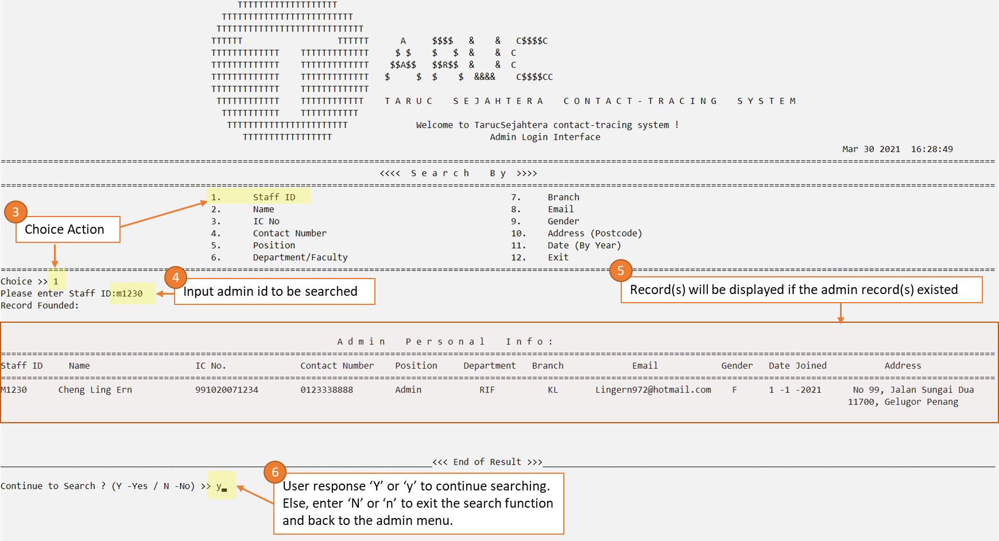 TTTTTTTTTTTTTTTTTTT
TTTTTTTTTTTTTTTTTTTTTTTTT
TTTTTTTTTTTTTTTTTTTTTTTTTTTT
TTTTTT                  TTTTTT      A     $$$$   &    &   C$$$$C
TTTTTTTTTTTTT    TTTTTTTTTTTTT     $ $    $   $  &    &  C
TTTTTTTTTTTTT    TTTTTTTTTTTTT    $$A$$   $$R$$  &    &  C
TTTTTTTTTTTTT    TTTTTTTTTTTTT   $     $  $    $  &&&&    C$$$$CC
TTTTTTTTTTTTT    TTTTTTTTTTTTT
TTTTTTTTTTTT    TTTTTTTTTTTT    T A R U C    S E J A H T E R A    C O N T A C T - T R A C I N G    S Y S T E M
TTTTTTTTTTT    TTTTTTTTTTT
TTTTTTTTTTTTTTTTTTTTTTT             Welcome to TarucSejahtera contact-tracing system !
TTTTTTTTTTTTTTTTT                              Admin Login Interface
Mar 30 2021  16:28:49
<<<<  S e a r c h    B y  >>>>
1.      Staff ID      7.     Branch
2.      Name      8.     Email
3
3.      IC No      9.     Gender
Choice Action
4.      Contact Number      10.    Address (Postcode)
5.      Position      11.    Date (By Year)
6.      Department/Faculty      12.    Exit
Choice >> 1
4
Input admin id to be searched
5
Record(s) will be displayed if the admin record(s) existed
Please enter Staff ID:m1230
Record Founded:
A d m i n    P e r s o n a l    I n f o :
Staff ID     Name     IC No.     Contact Number     Position     Department     Branch     Email     Gender     Date Joined     Address
M1230     Cheng Ling Ern     991020071234     0123338888     Admin     RIF     KL     Lingern972@hotmail.com     F     1 -1 -2021     No 99, Jalan Sungai Dua
11700, Gelugor Penang
<<< End of Result >>>
Continue to Search ? (Y -Yes / N -No) >> y_
6
User response ‘Y’ or ‘y’ to continue searching.
Else, enter ‘N’ or ‘n’ to exit the search function
and back to the admin menu.